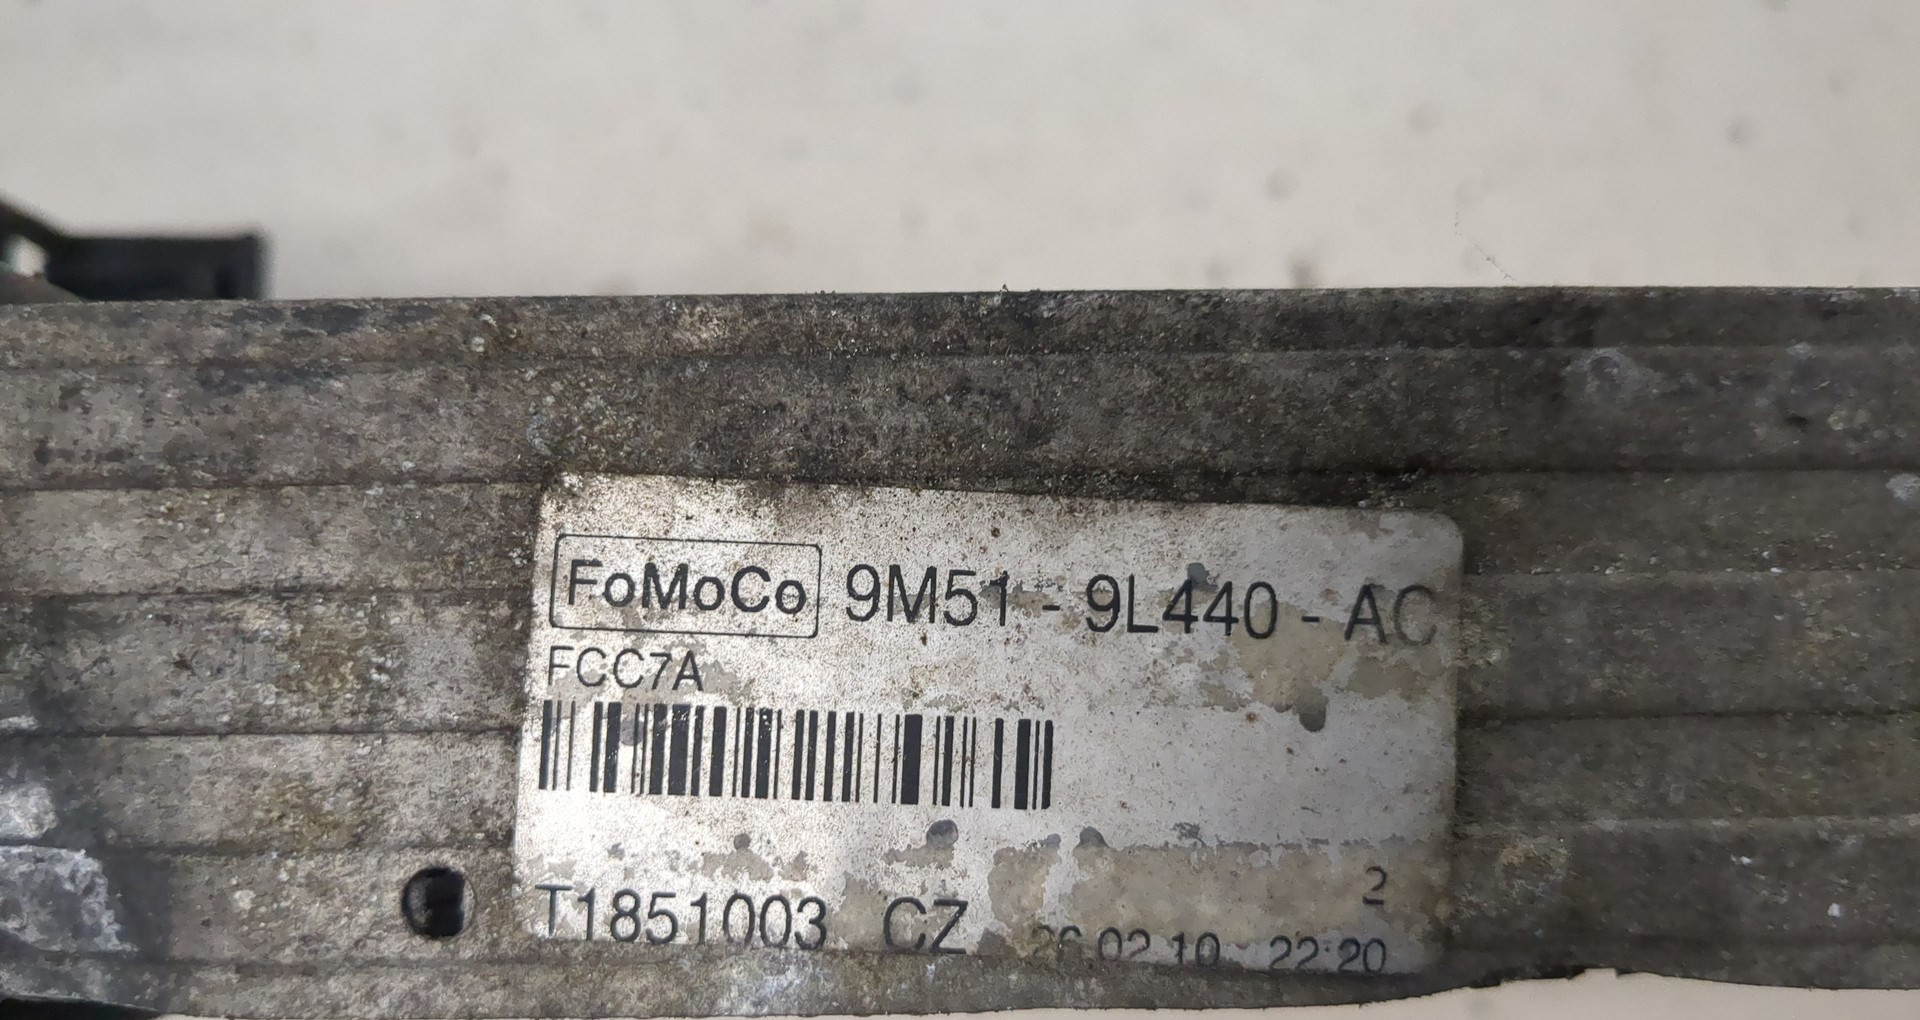 FoMoCo 9M51 - 9L440 - AC
FCC7A
2
T1851003 CZ 26.02.10 22:20